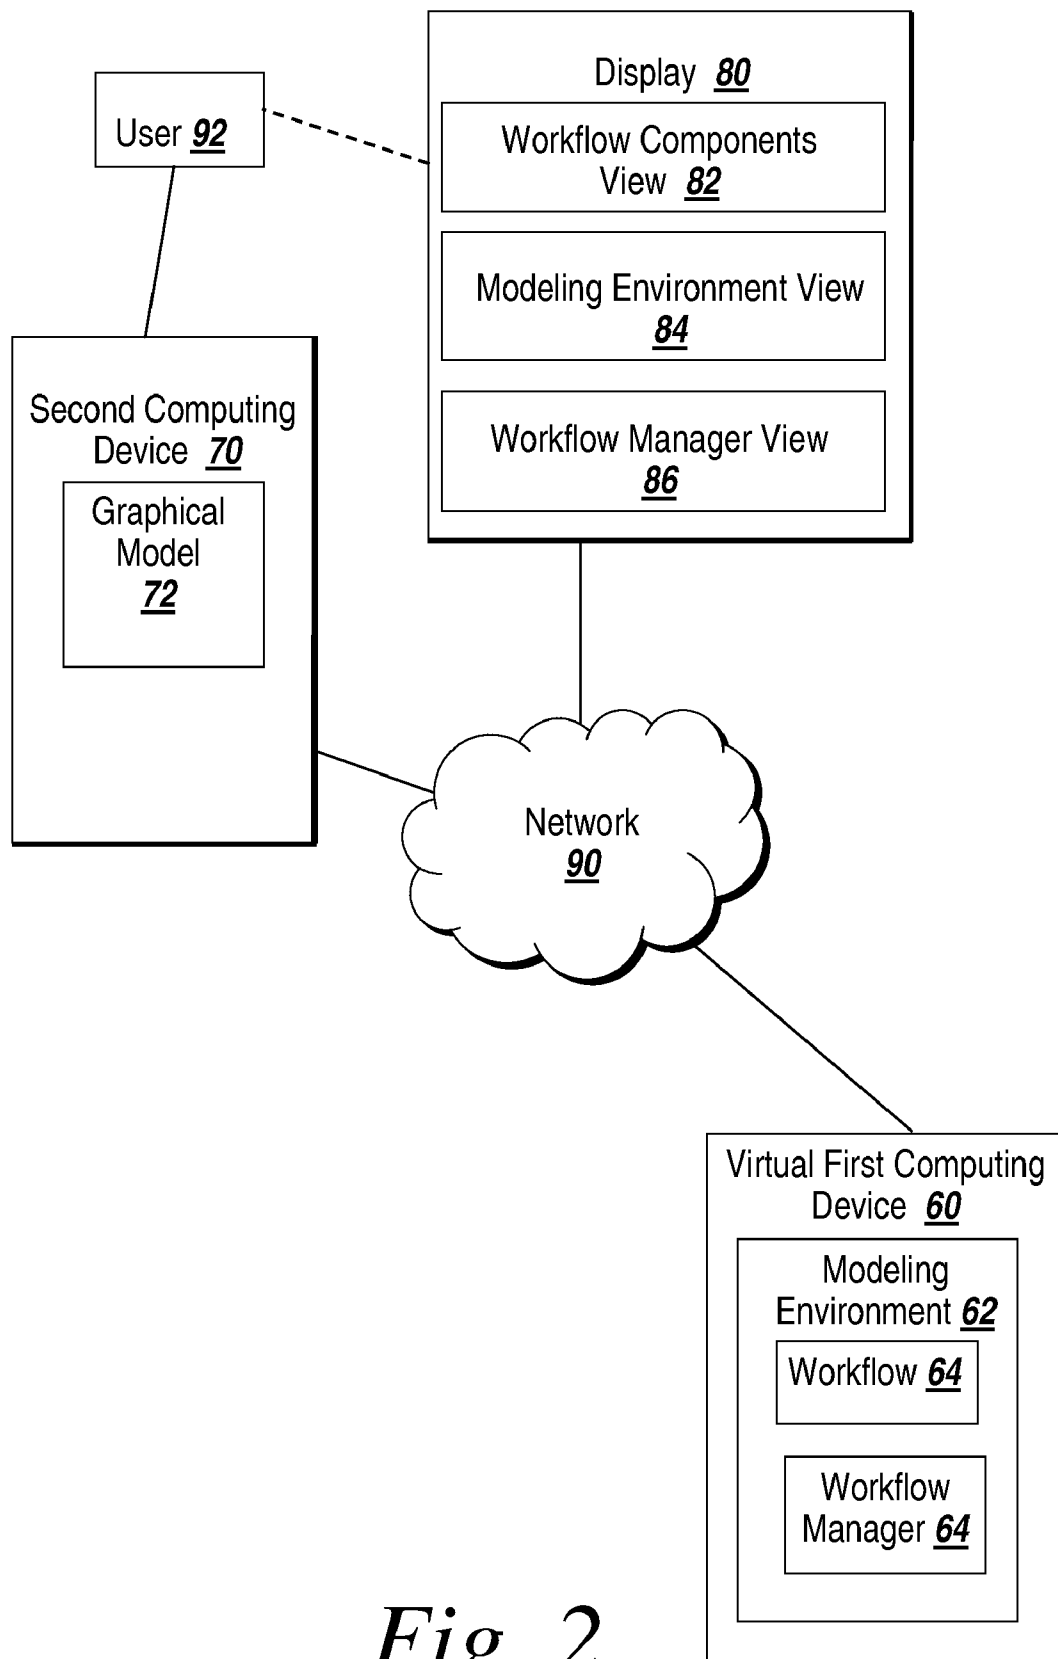 Display 80
User 92
Workflow Components
View 82
Modeling Environment View
84
Workflow Manager View
86
Second Computing
Device 70
Graphical
Model
72
Network
90
Virtual First Computing
Device 60
Modeling
Environment 62
Workflow 64
Workflow
Manager 64
Fig. 2